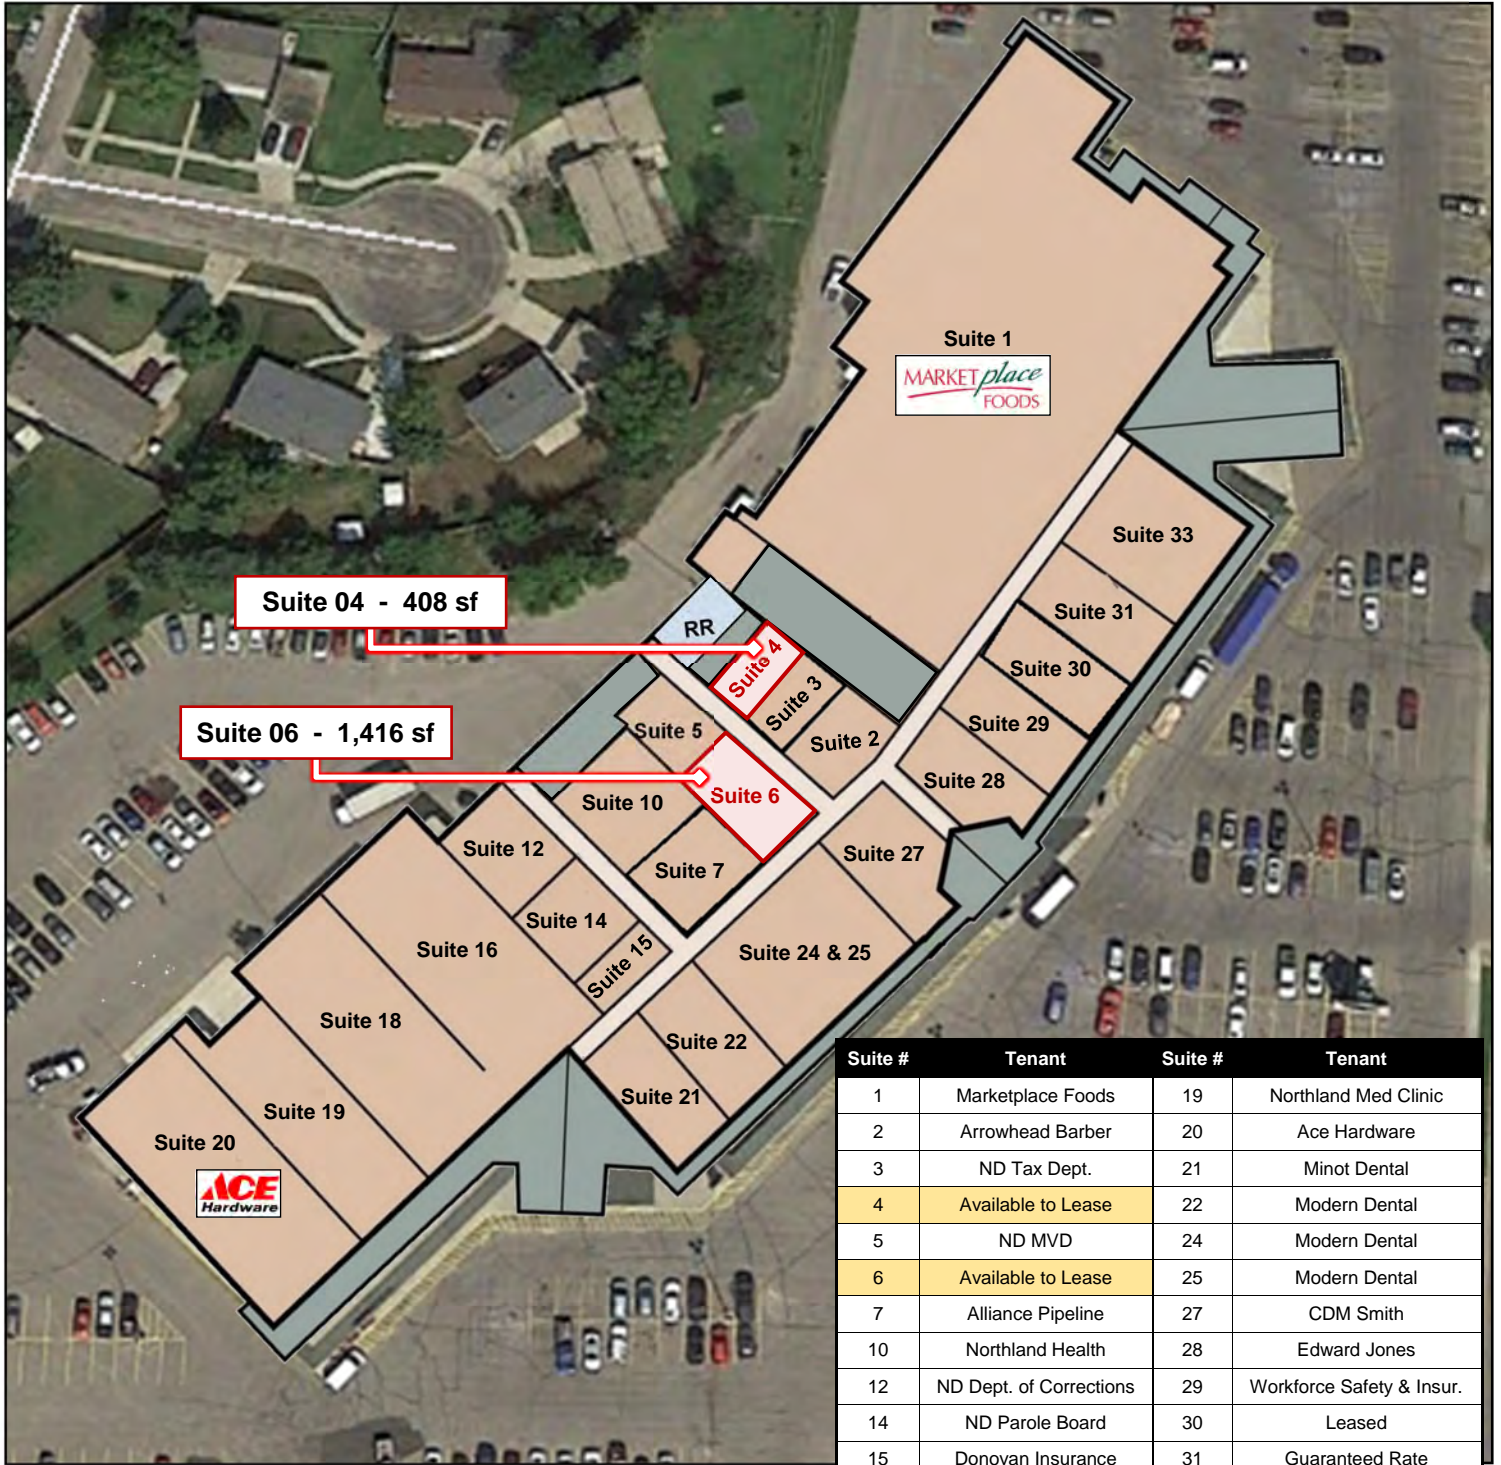 Suite 1
MARKETplace
FOODS
Suite 33
Suite 04 - 408 sf
RR
Suite 31
Suite 4
Suite 3
Suite 30
Suite 06 - 1,416 sf
Suite 5
Suite 2
Suite 29
Suite 28
Suite 10
Suite 6
Suite 12
Suite 27
Suite 7
Suite 14
Suite 16
Suite 15
Suite 24 & 25
Suite 18
Suite 22
Suite 21
Suite 19
Suite 20
ACE
Hardware
Suite # Tenant Suite # Tenant
1 Marketplace Foods 19 Northland Med Clinic
2 Arrowhead Barber 20 Ace Hardware
3 ND Tax Dept. 21 Minot Dental
4 Available to Lease 22 Modern Dental
5 ND MVD 24 Modern Dental
6 Available to Lease 25 Modern Dental
7 Alliance Pipeline 27 CDM Smith
10 Northland Health 28 Edward Jones
12 ND Dept. of Corrections 29 Workforce Safety & Insur.
14 ND Parole Board 30 Leased
15 Donovan Insurance 31 Guaranteed Rate